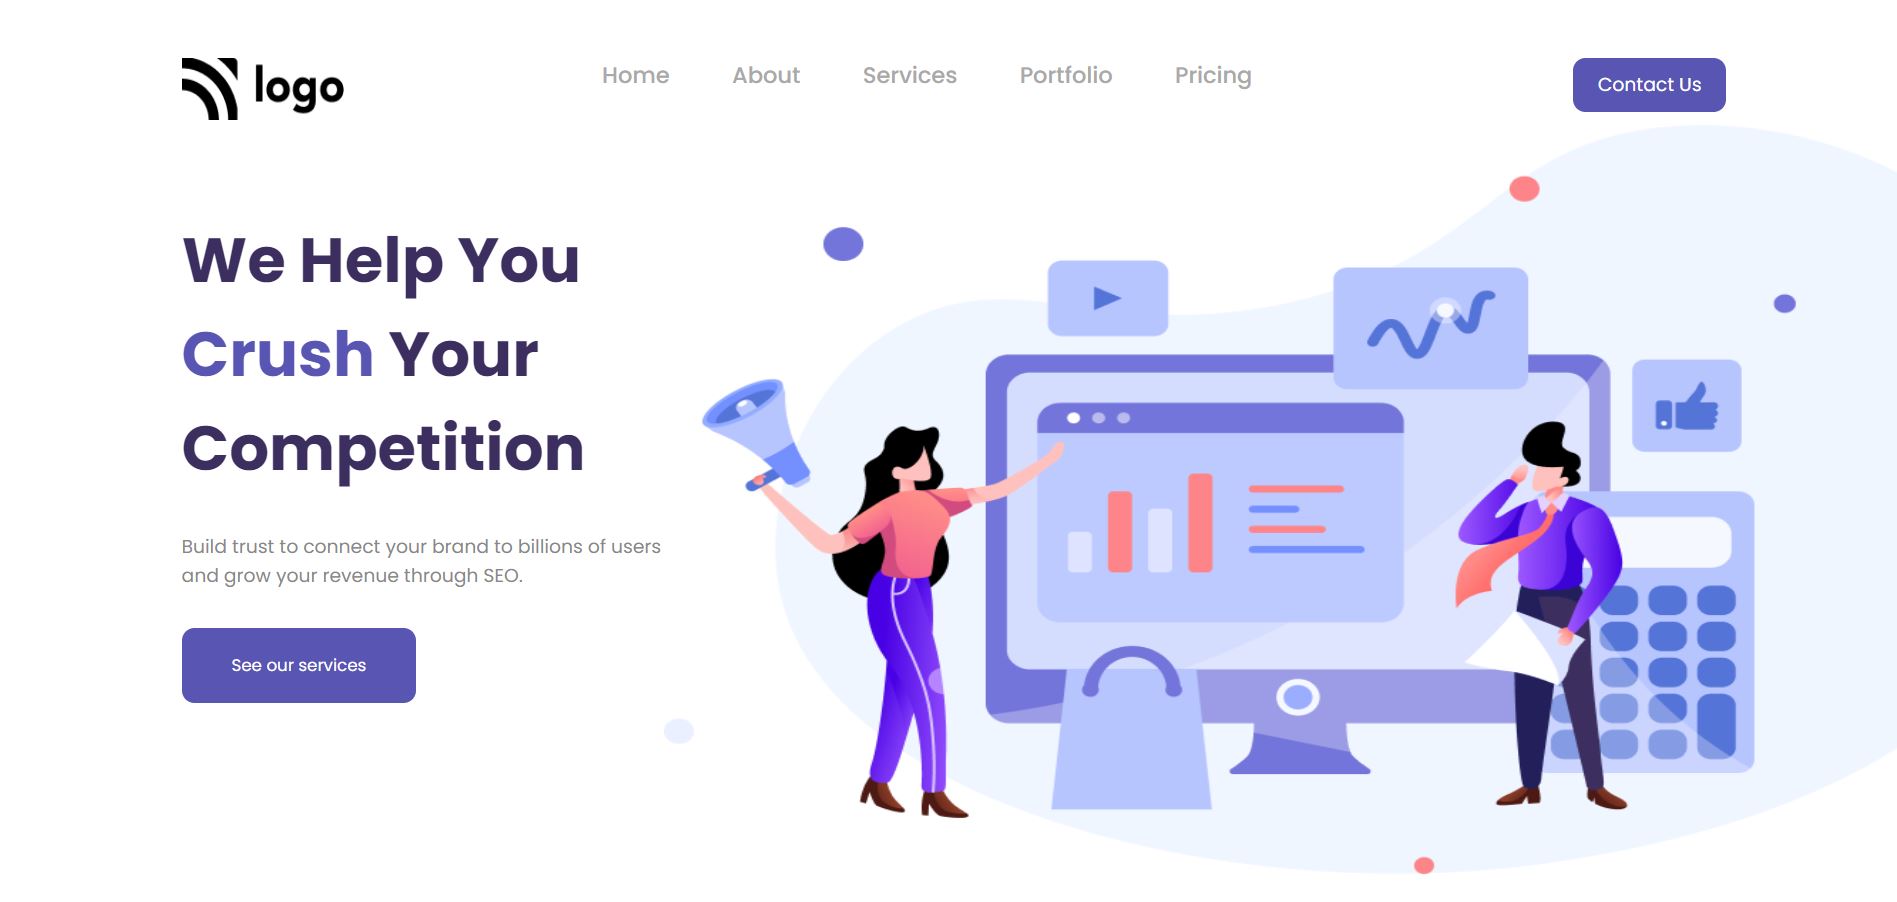 logo
Home About Services Portfolio Pricing
Contact Us
We Help You
Crush Your
Competition
Build trust to connect your brand to billions of users
and grow your revenue through SEO.
See our services